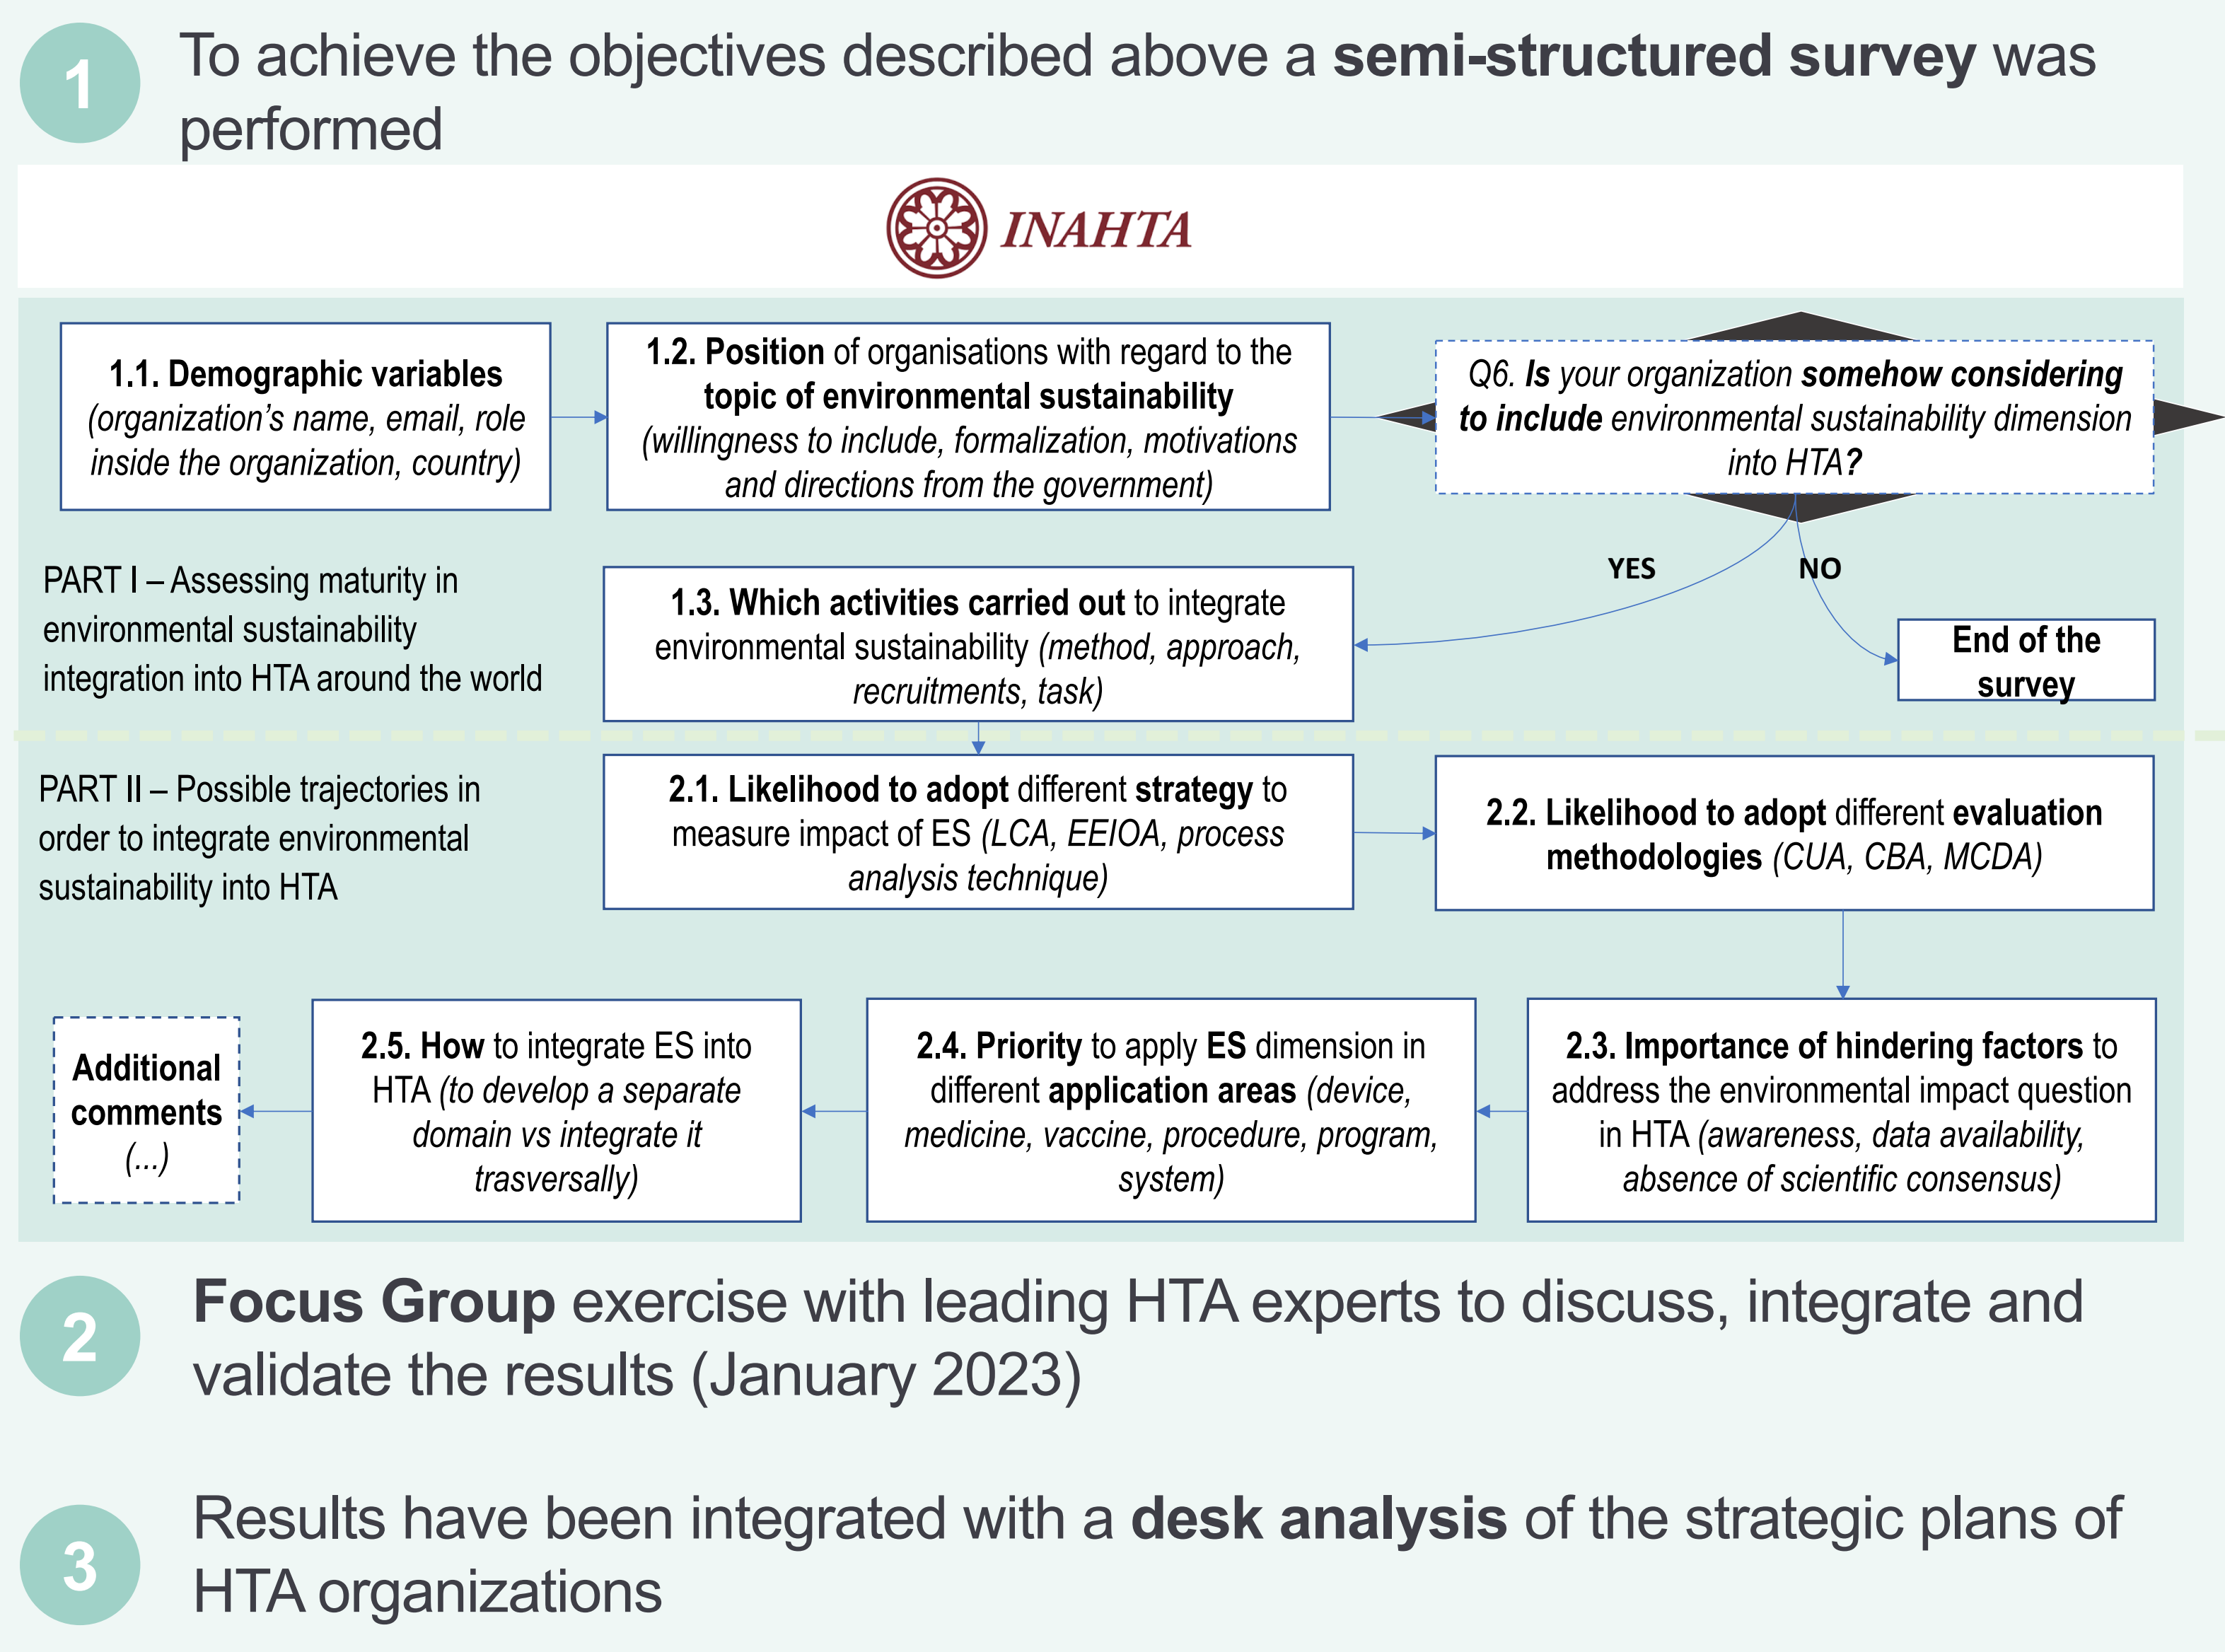 1
To achieve the objectives described above a semi-structured survey was
performed
INAHTA
1.1. Demographic variables
(organization's name, email, role
inside the organization, country)
1.2. Position of organisations with regard to the
topic of environmental sustainability
(willingness to include, formalization, motivations
and directions from the government)
Q6. Is your organization somehow considering
to include environmental sustainability dimension
into HTA?
YES
NO
PART I – Assessing maturity in
environmental sustainability
integration into HTA around the world
1.3. Which activities carried out to integrate
environmental sustainability (method, approach,
recruitments, task)
End of the
survey
PART II – Possible trajectories in
order to integrate environmental
sustainability into HTA
2.1. Likelihood to adopt different strategy to
measure impact of ES (LCA, EEIOA, process
analysis technique)
2.2. Likelihood to adopt different evaluation
methodologies (CUA, CBA, MCDA)
Additional
comments
(...)
2.5. How to integrate ES into
HTA (to develop a separate
domain vs integrate it
trasversally)
2.4. Priority to apply ES dimension in
different application areas (device,
medicine, vaccine, procedure, program,
system)
2.3. Importance of hindering factors to
address the environmental impact question
in HTA (awareness, data availability,
absence of scientific consensus)
2
Focus Group exercise with leading HTA experts to discuss, integrate and
validate the results (January 2023)
3
Results have been integrated with a desk analysis of the strategic plans of
HTA organizations